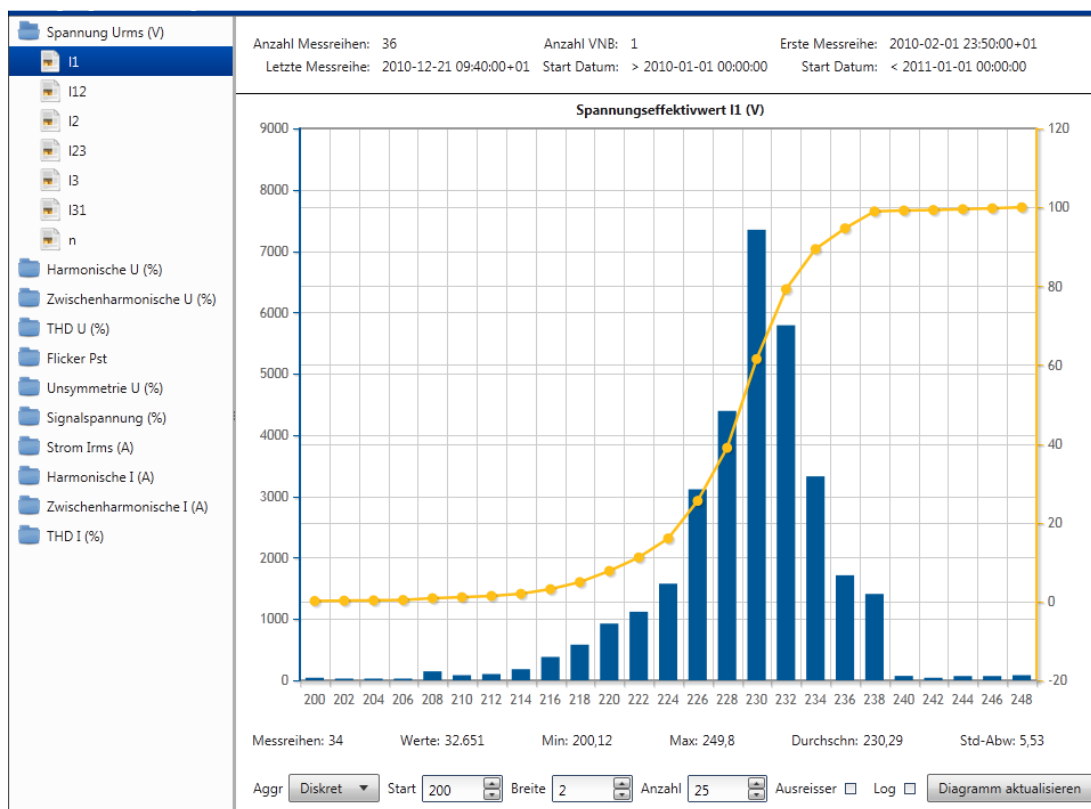 Spannung Urms (V)
l1
l12
l2
l23
l3
l31
n
Harmonische U (%)
Zwischenharmonische U (%)
THD U (%)
Flicker Pst
Unsymmetrie U (%)
Signalspannung (%)
Strom Irms (A)
Harmonische I (A)
Zwischenharmonische I (A)
THD I (%)
Anzahl Messreihen: 36 Anzahl VNB: 1 Erste Messreihe: 2010-02-01 23:50:00+01
Letzte Messreihe: 2010-12-21 09:40:00+01 Start Datum: > 2010-01-01 00:00:00 Start Datum: < 2011-01-01 00:00:00
Spannungseffektivwert l1 (V)
9000 120
8000
7000 100
6000 80
5000 60
4000 40
3000
2000 20
1000 0
0 -20
200 202 204 206 208 210 212 214 216 218 220 222 224 226 228 230 232 234 236 238 240 242 244 246 248
Messreihen: 34 Werte: 32.651 Min: 200,12 Max: 249,8 Durchschn: 230,29 Std-Abw: 5,53
Aggr Diskret Start 200 Breite 2 Anzahl 25 Ausreisser Log Diagramm aktualisieren